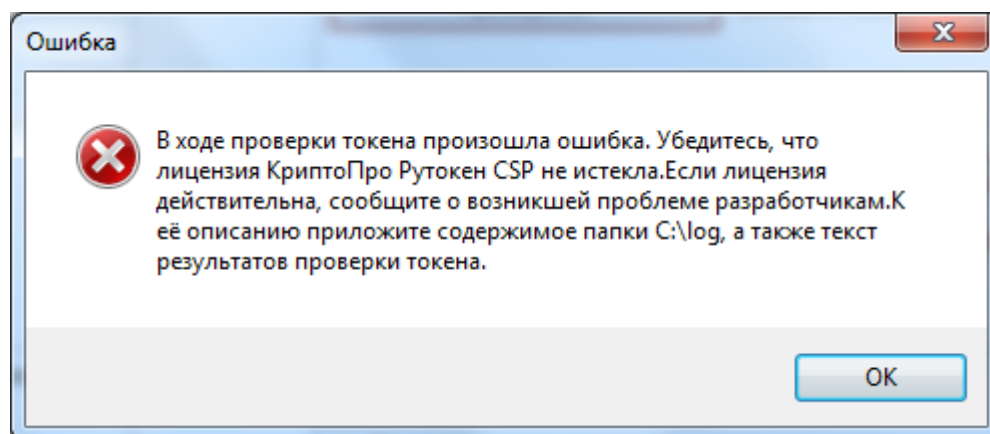 Ошибка
В ходе проверки токена произошла ошибка. Убедитесь, что
лицензия КриптоПро Рутокен CSP не истекла.Если лицензия
действительна, сообщите о возникшей проблеме разработчикам.К
её описанию приложите содержимое папки C:\log, а также текст
результатов проверки токена.
OK